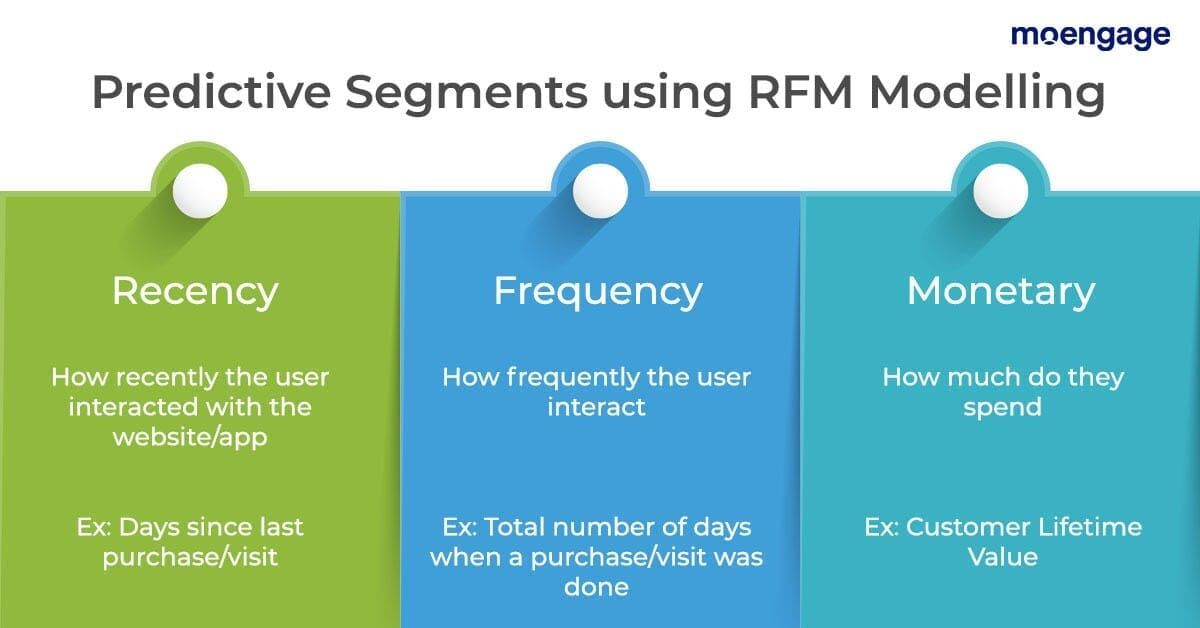 moengage
Predictive Segments using RFM Modelling
Recency
How recently the user
interacted with the
website/app
Ex: Days since last
purchase/visit
Frequency
How frequently the user
interact
Ex: Total number of days
when a purchase/visit was
done
Monetary
How much do they
spend
Ex: Customer Lifetime
Value